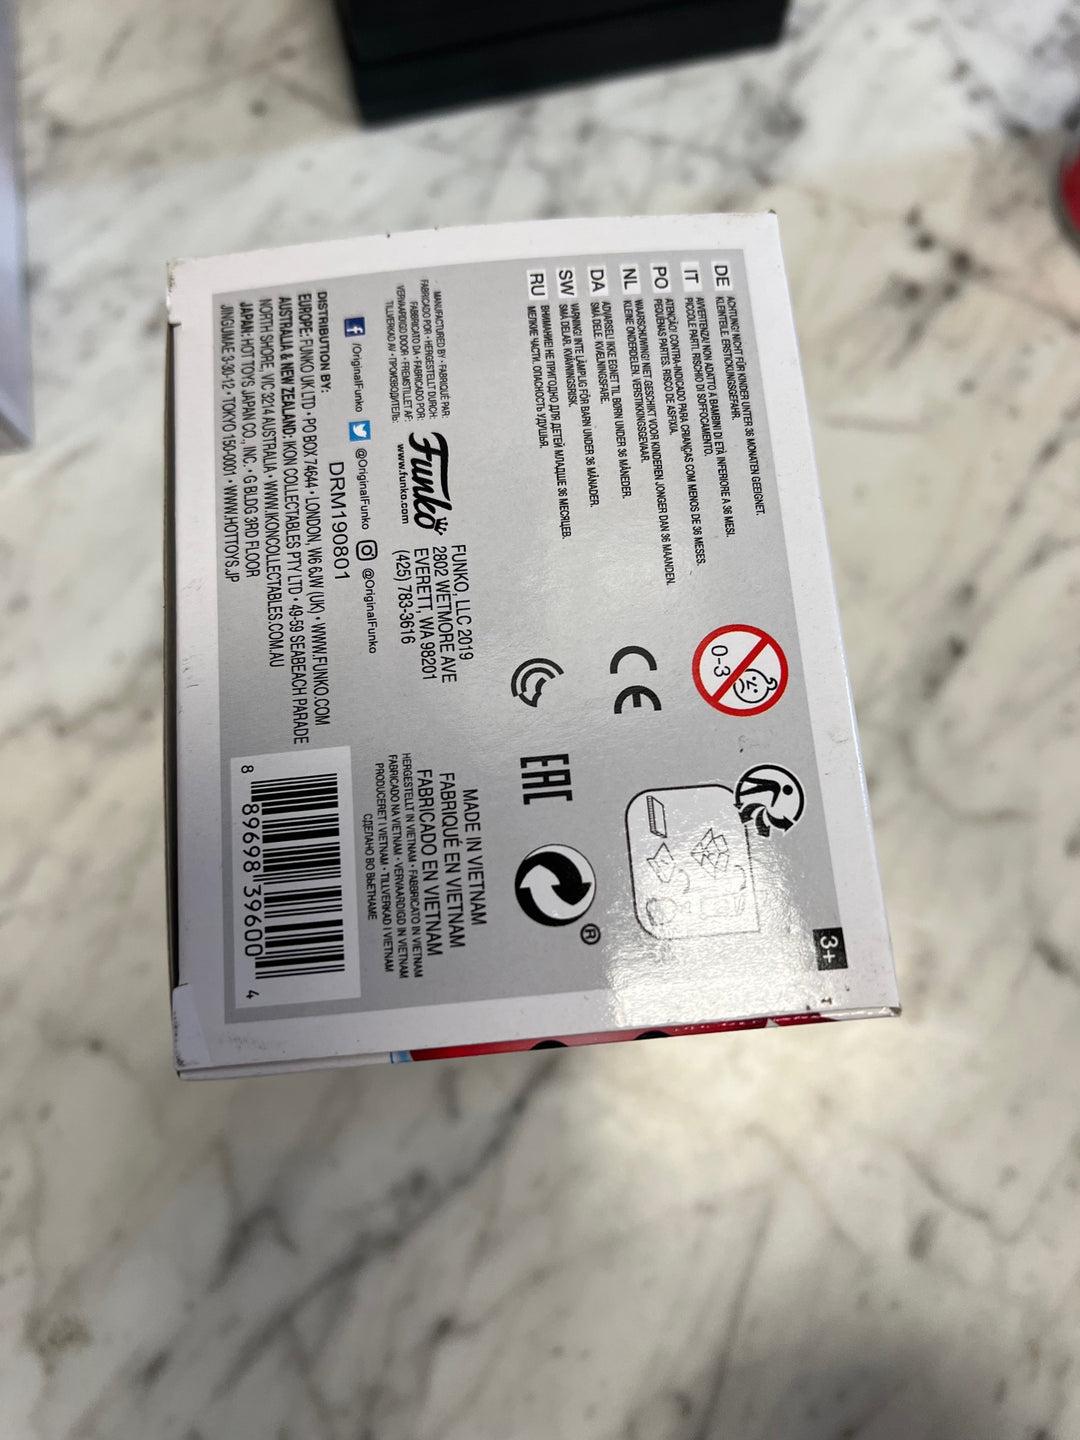 DE ACHTUNG! NICHT FÜR KINDER UNTER 36 MONATEN GEEIGNET.
KLEINTEILE. ERSTICKUNGSGEFAHR.
IT AVVERTENZA! NON ADATTO A BAMBINI DI ETÀ INFERIORE A 36 MESI.
PICCOLE PARTI. RISCHIO DI SOFFOCAMENTO.
PO ATENÇÃO! CONTRA-INDICADO PARA CRIANÇAS COM MENOS DE 36 MESES.
PEQUENAS PARTES. RISCO DE ASFIXIA.
NL WAARSCHUWING! NIET GESCHIKT VOOR KINDEREN JONGER DAN 36 MAANDEN.
KLEINE ONDERDELEN. VERSTIKKINGSGEVAAR.
DA ADVARSEL! IKKE EGNET TIL BØRN UNDER 36 MÅNEDER.
SMÅ DELE. KVÆLNINGSFARE.
SW VARNING! INTE LÄMPLIG FÖR BARN UNDER 36 MÅNADER.
SMÅ DELAR. KVÄVNINGSRISK.
RU ВНИМАНИЕ! НЕ ПРИГОДНО ДЛЯ ДЕТЕЙ МЛАДШЕ 36 МЕСЯЦЕВ.
МЕЛКИЕ ЧАСТИ. ОПАСНОСТЬ УДУШЬЯ.
0-3
CE
EAC
®
3+
MANUFACTURED BY • FABRIQUÉ PAR:
FABRICADO POR • HERGESTELLT DURCH:
FABBRICATO DA • FABRICADO POR:
VERVAARDIGD DOOR • FREMSTILLET AF:
TILLVERKAD AV • ПРОИЗВОДИТЕЛЬ:
Funko
www.funko.com
FUNKO, LLC 2019
2802 WETMORE AVE
EVERETT, WA 98201
(425) 783-3616
MADE IN VIETNAM
FABRIQUÉ EN VIETNAM
FABRICADO EN VIETNAM
HERGESTELLT IN VIETNAM • FABBRICATO IN VIETNAM
FABRICADO NA VIETNAM • VERVAARDIGD IN VIETNAM
PRODUCERET I VIETNAM • TILLVERKAD I VIETNAM
СДЕЛАНО ВО ВЬЕТНАМЕ
/OriginalFunko @OriginalFunko @OriginalFunko
DRM190801
DISTRIBUTION BY:
EUROPE: FUNKO UK LTD • PO BOX 74644 • LONDON, W6 6JW (UK) • WWW.FUNKO.COM
AUSTRALIA & NEW ZEALAND: IKON COLLECTABLES PTY LTD • 49-59 SEABEACH PARADE
NORTH SHORE, VIC 3214 AUSTRALIA • WWW.IKONCOLLECTABLES.COM.AU
JAPAN: HOT TOYS JAPAN CO., INC. • G BLDG 3RD FLOOR
JINGUMAE 3-30-12 • TOKYO 150-0001 • WWW.HOTTOYS.JP
8 89698 39600 4